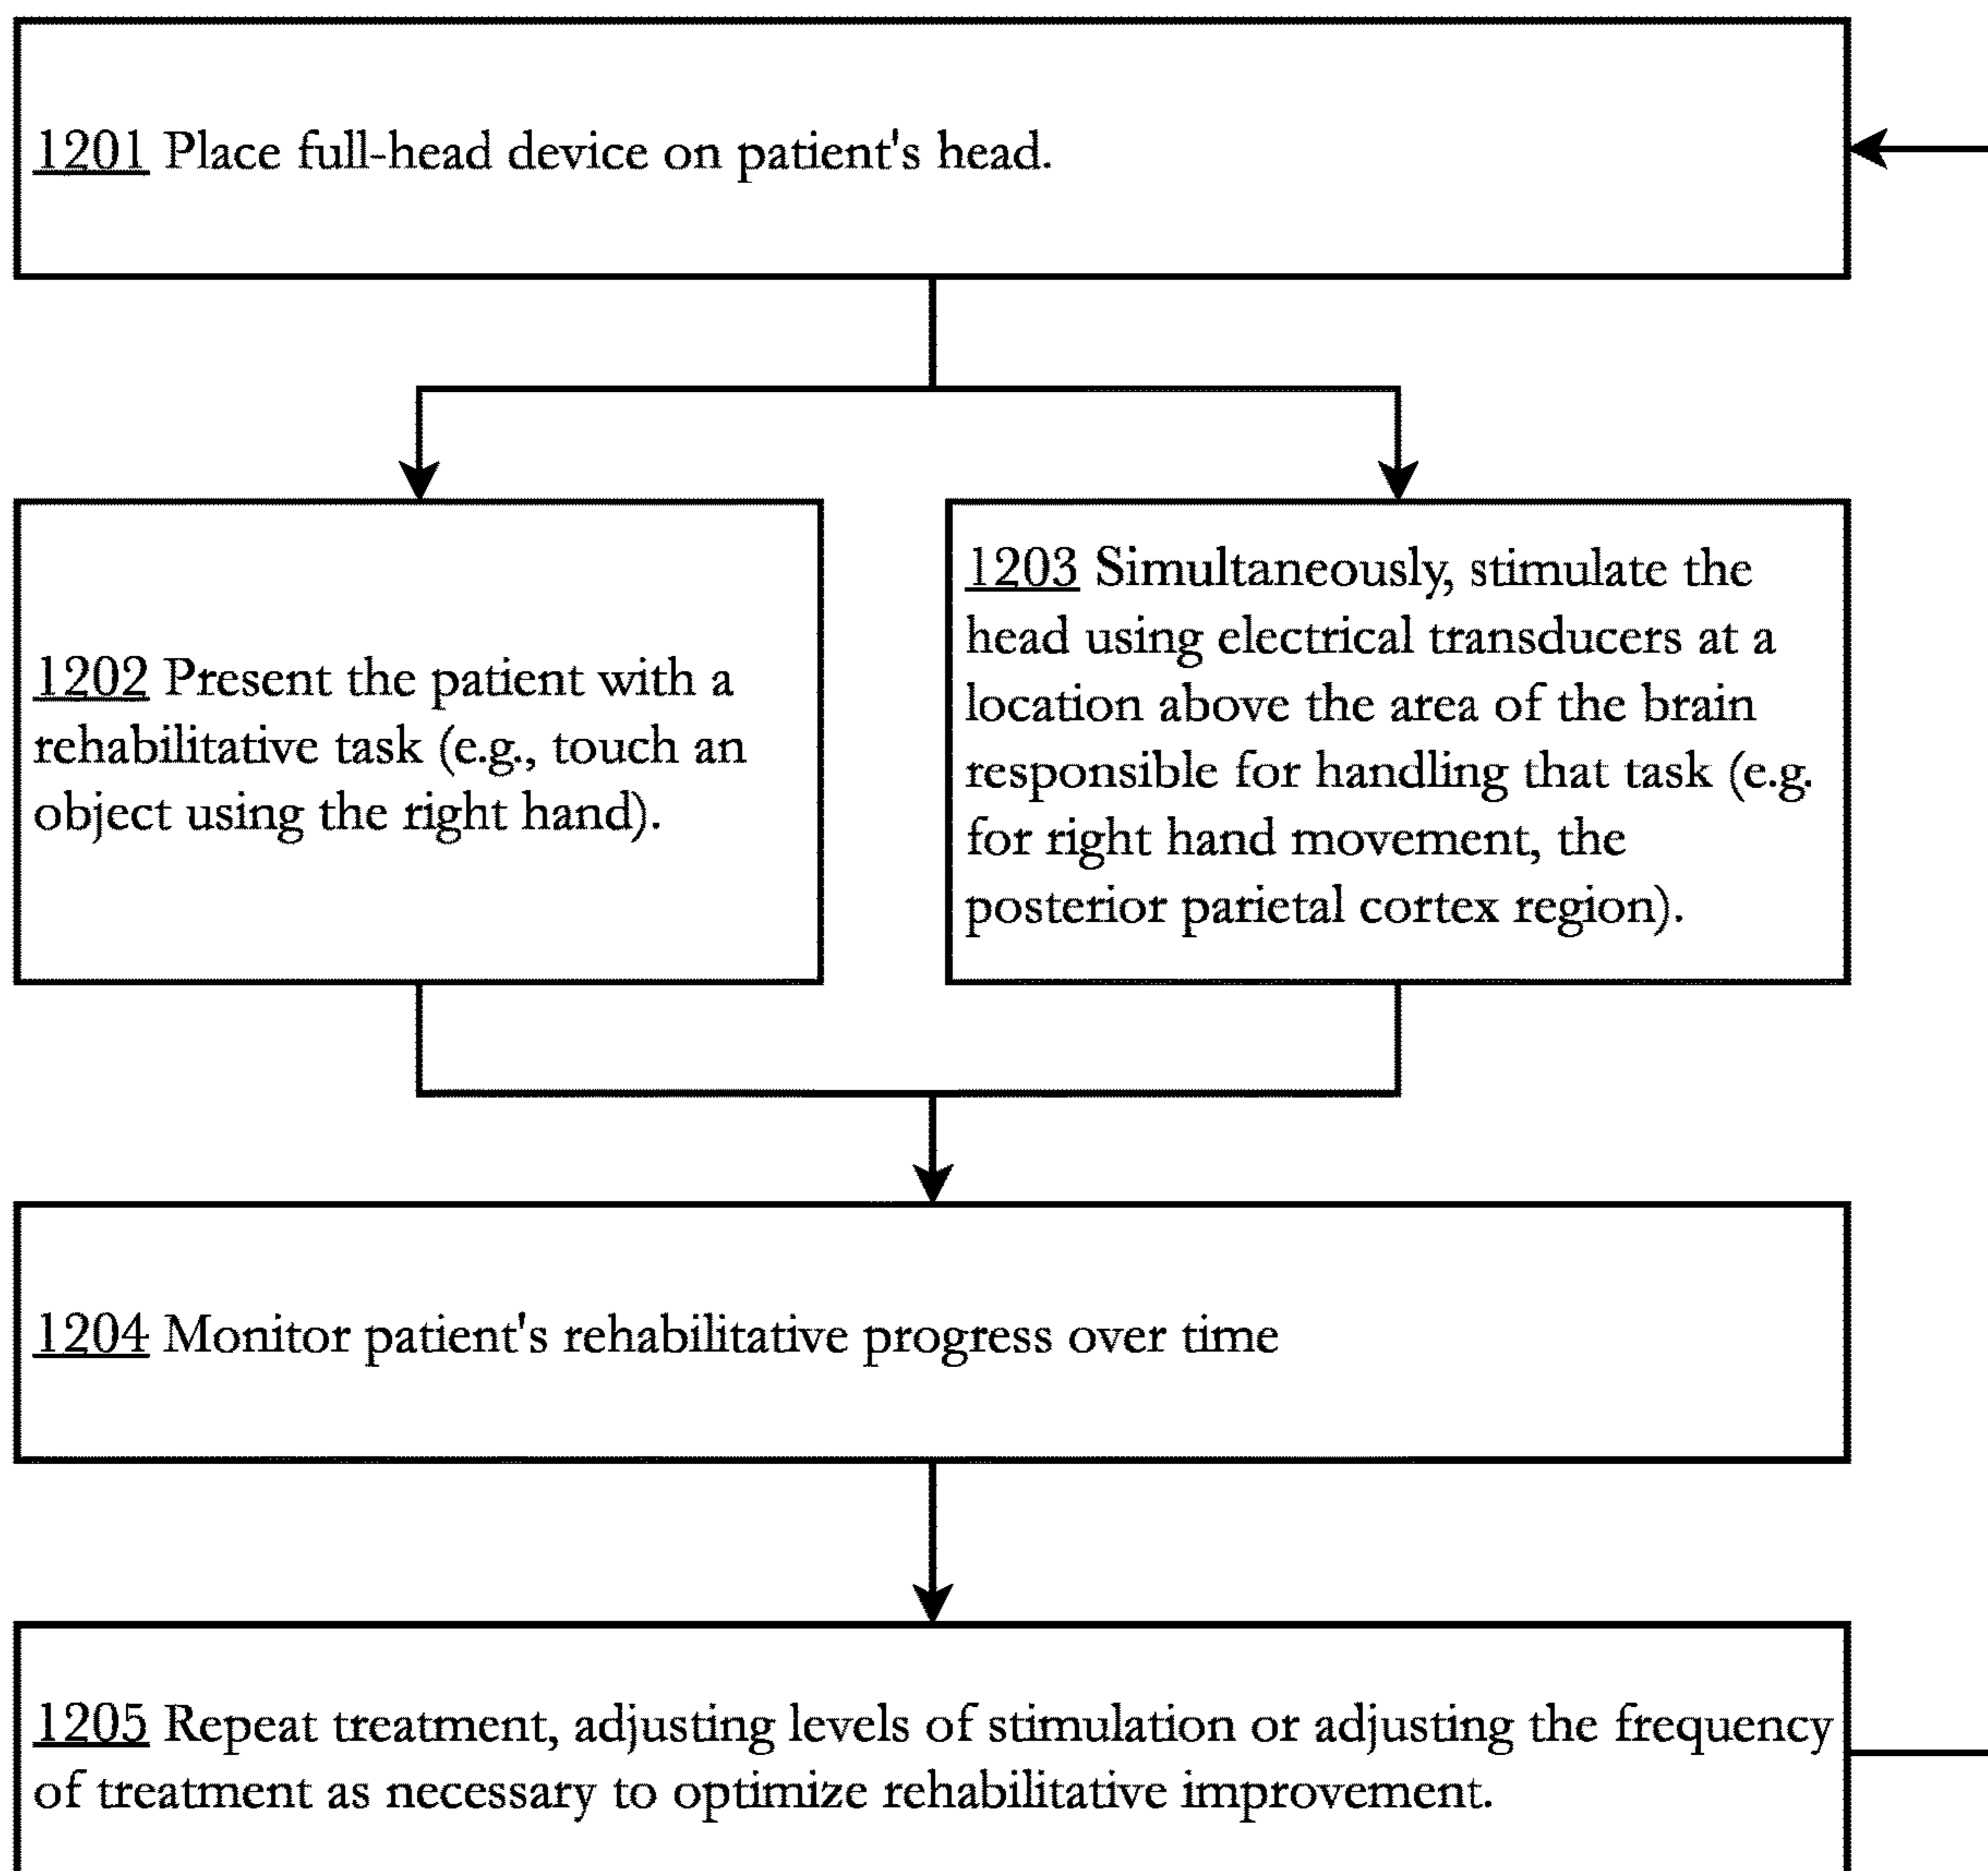 1201 Place full-head device on patient's head.
1202 Present the patient with a
rehabilitative task (e.g., touch an
object using the right hand).
1203 Simultaneously, stimulate the
head using electrical transducers at a
location above the area of the brain
responsible for handling that task (e.g.
for right hand movement, the
posterior parietal cortex region).
1204 Monitor patient's rehabilitative progress over time
1205 Repeat treatment, adjusting levels of stimulation or adjusting the frequency
of treatment as necessary to optimize rehabilitative improvement.